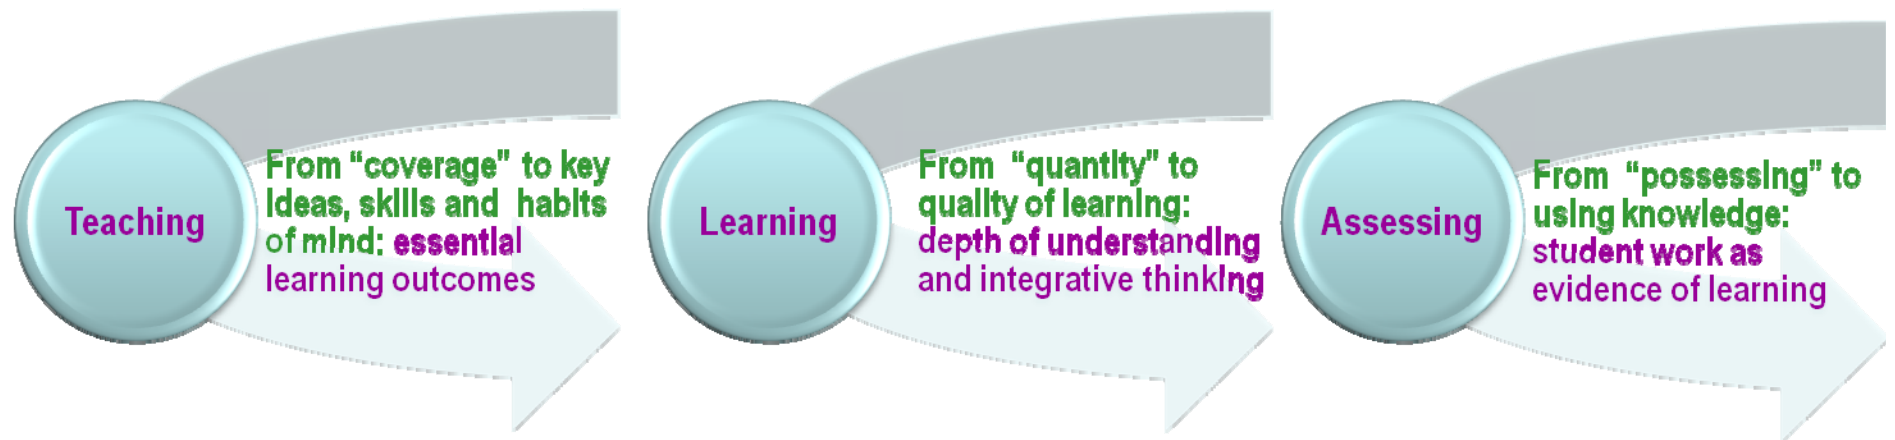 Teaching
From “coverage” to key
ideas, skills and habits
of mind: essential
learning outcomes
Learning
From “quantity” to
quality of learning:
depth of understanding
and integrative thinking
Assessing
From “possessing” to
using knowledge:
student work as
evidence of learning